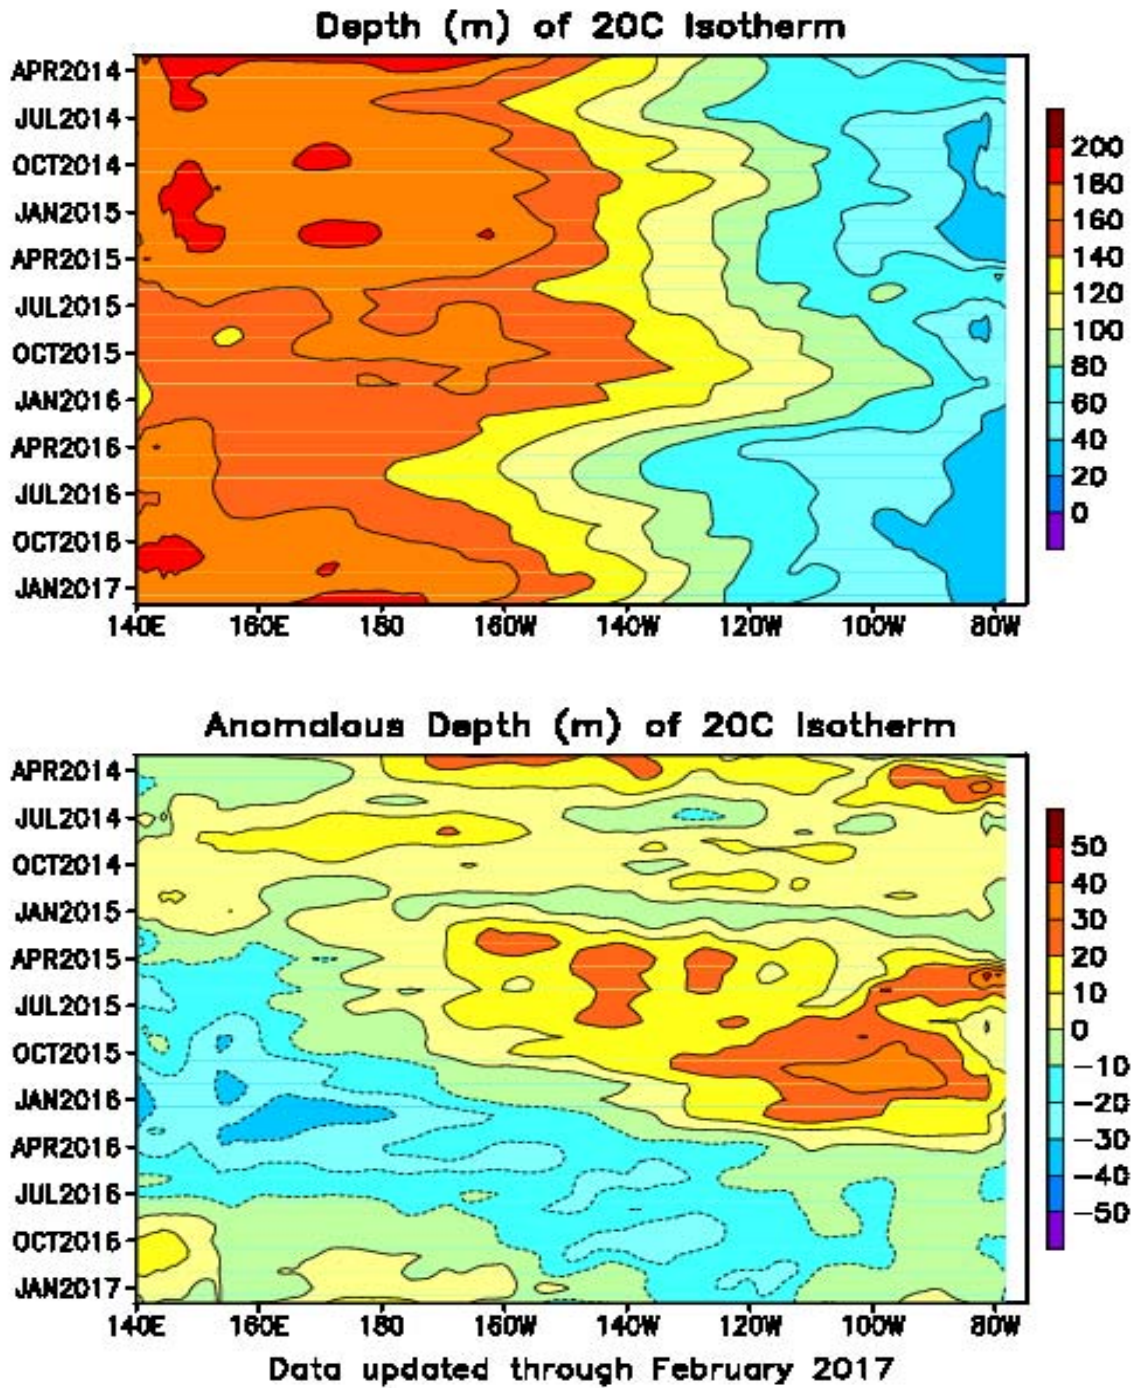 Depth (m) of 20C Isotherm
APR2014
JUL2014
OCT2014
JAN2015
APR2015
JUL2015
OCT2015
JAN2016
APR2016
JUL2016
OCT2016
JAN2017
140E 160E 180 160W 140W 120W 100W 80W
200
180
160
140
120
100
80
60
40
20
0
Anomalous Depth (m) of 20C Isotherm
APR2014
JUL2014
OCT2014
JAN2015
APR2015
JUL2015
OCT2015
JAN2016
APR2016
JUL2016
OCT2016
JAN2017
140E 160E 180 160W 140W 120W 100W 80W
50
40
30
20
10
0
-10
-20
-30
-40
-50
Data updated through February 2017